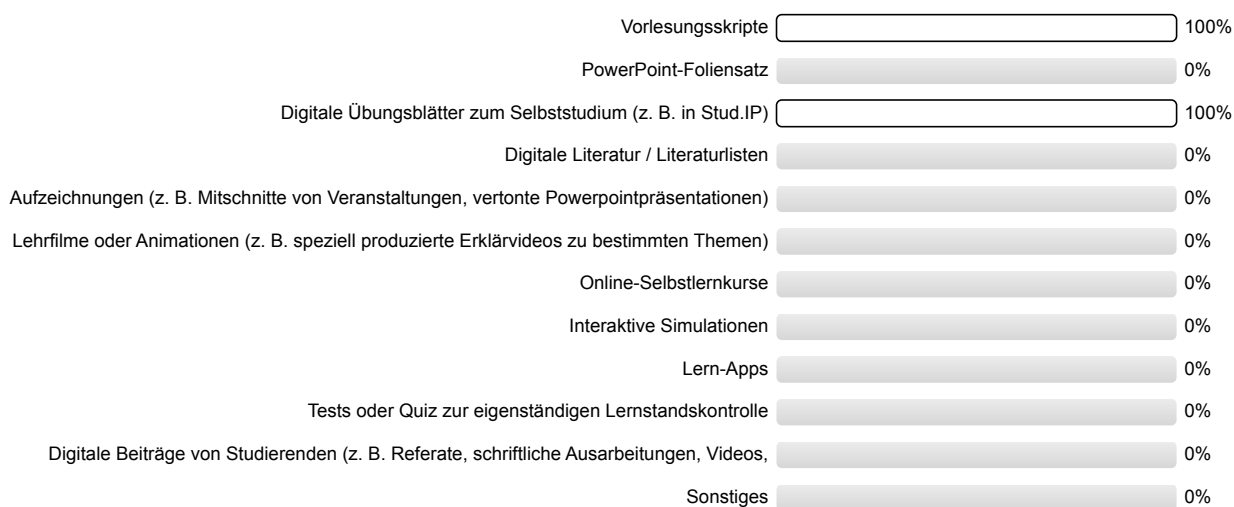 Vorlesungsskripte 100%
PowerPoint-Foliensatz 0%
Digitale Übungsblätter zum Selbststudium (z. B. in Stud.IP) 100%
Digitale Literatur / Literaturlisten 0%
Aufzeichnungen (z. B. Mitschnitte von Veranstaltungen, vertonte Powerpointpräsentationen) 0%
Lehrfilme oder Animationen (z. B. speziell produzierte Erklärvideos zu bestimmten Themen) 0%
Online-Selbstlernkurse 0%
Interaktive Simulationen 0%
Lern-Apps 0%
Tests oder Quiz zur eigenständigen Lernstandskontrolle 0%
Digitale Beiträge von Studierenden (z. B. Referate, schriftliche Ausarbeitungen, Videos, 0%
Sonstiges 0%